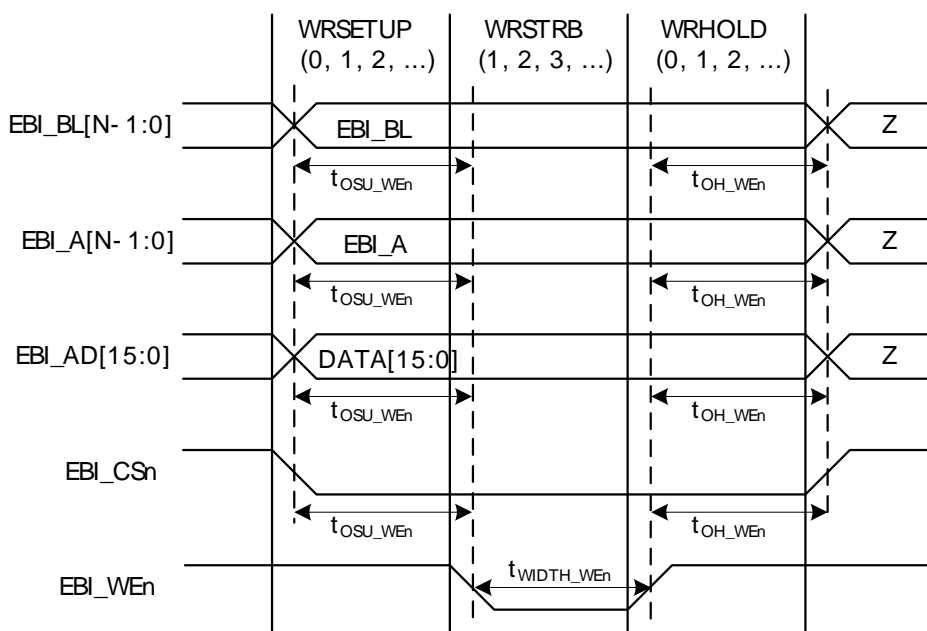 WRSETUP WRSTRB WRHOLD
(0, 1, 2, ...) (1, 2, 3, ...) (0, 1, 2, ...)
EBI_BL[N-1:0] EBI_BL Z
tOSU_WEn tOH_WEn
EBI_A[N-1:0] EBI_A Z
tOSU_WEn tOH_WEn
EBI_AD[15:0] DATA[15:0] Z
tOSU_WEn tOH_WEn
EBI_CSn
tOSU_WEn tOH_WEn
EBI_WEn tWIDTH_WEn